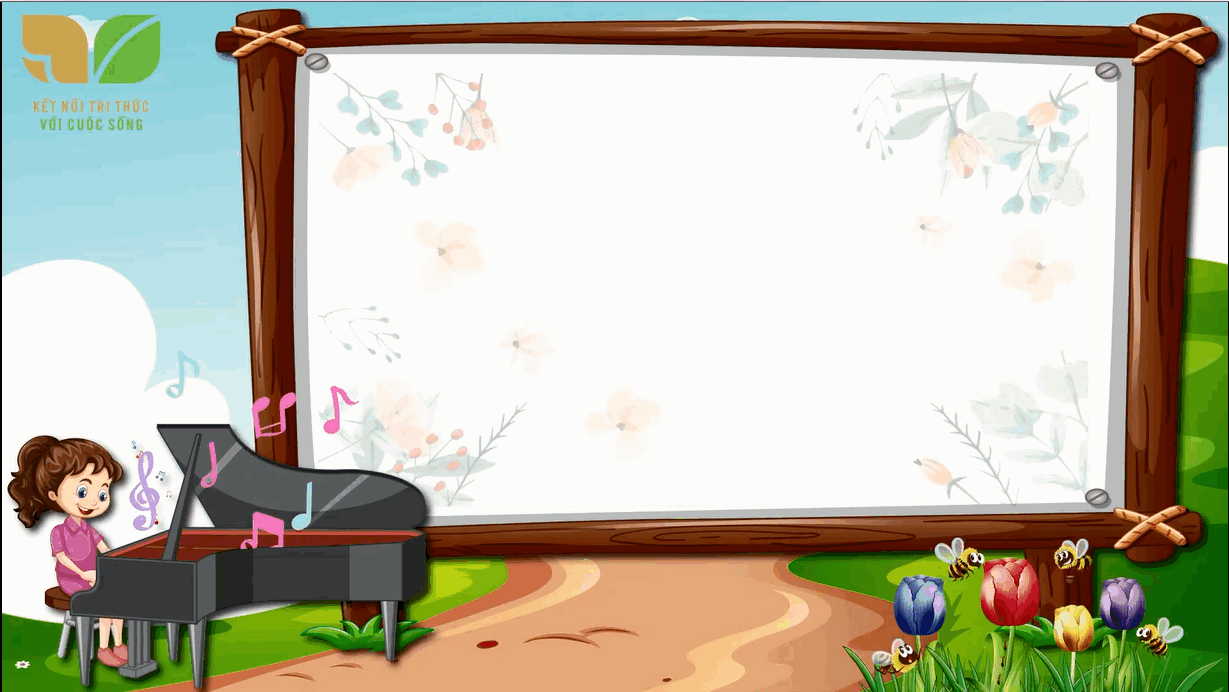 KẾT NỐI TRI THỨC
VỚI CUỘC SỐNG